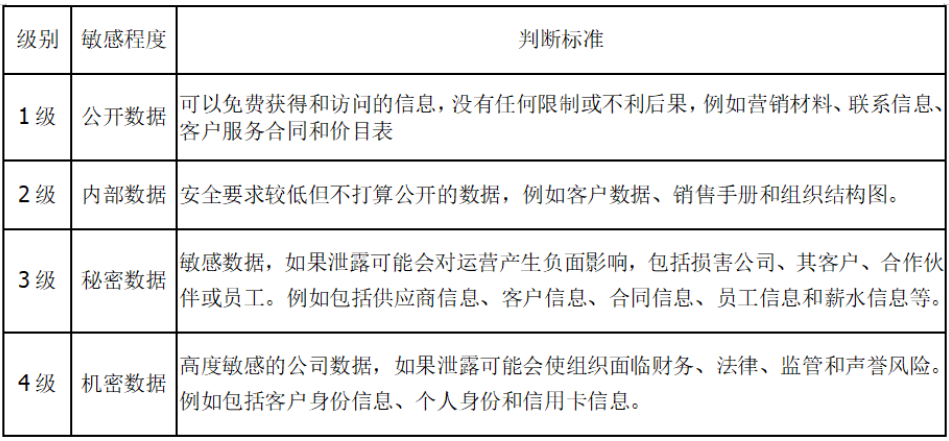 级别 敏感程度 判断标准
1级 公开数据 可以免费获得和访问的信息，没有任何限制或不利后果，例如营销材料、联系信息、
客户服务合同和价目表
2级 内部数据 安全要求较低但不打算公开的数据，例如客户数据、销售手册和组织结构图。
3级 秘密数据 敏感数据，如果泄露可能会对运营产生负面影响，包括损害公司、其客户、合作伙
伴或员工。例如包括供应商信息、客户信息、合同信息、员工信息和薪水信息等。
4级 机密数据 高度敏感的公司数据，如果泄露可能会使组织面临财务、法律、监管和声誉风险。
例如包括客户身份信息、个人身份和信用卡信息。